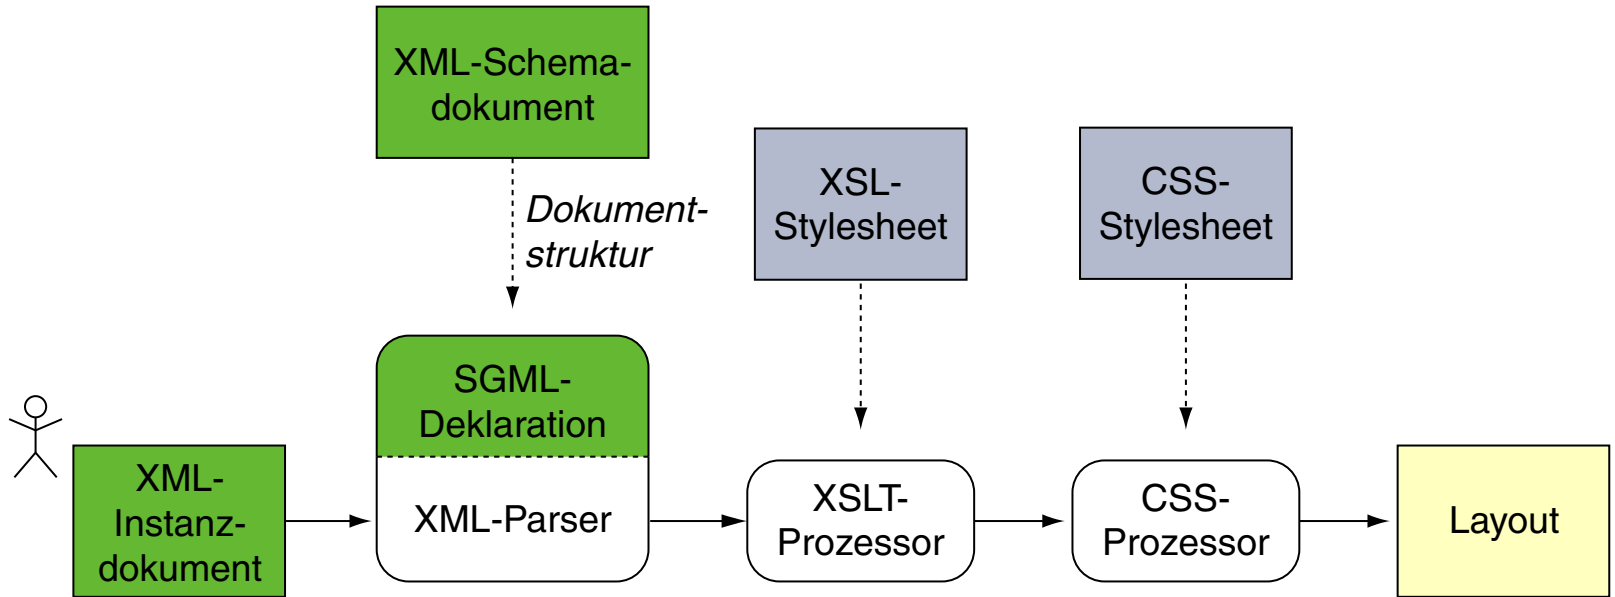 XML-Schema-
dokument
Dokument-
struktur
XSL-
Stylesheet
CSS-
Stylesheet
SGML-
Deklaration
XML-Parser
XML-
Instanz-
dokument
XSLT-
Prozessor
CSS-
Prozessor
Layout